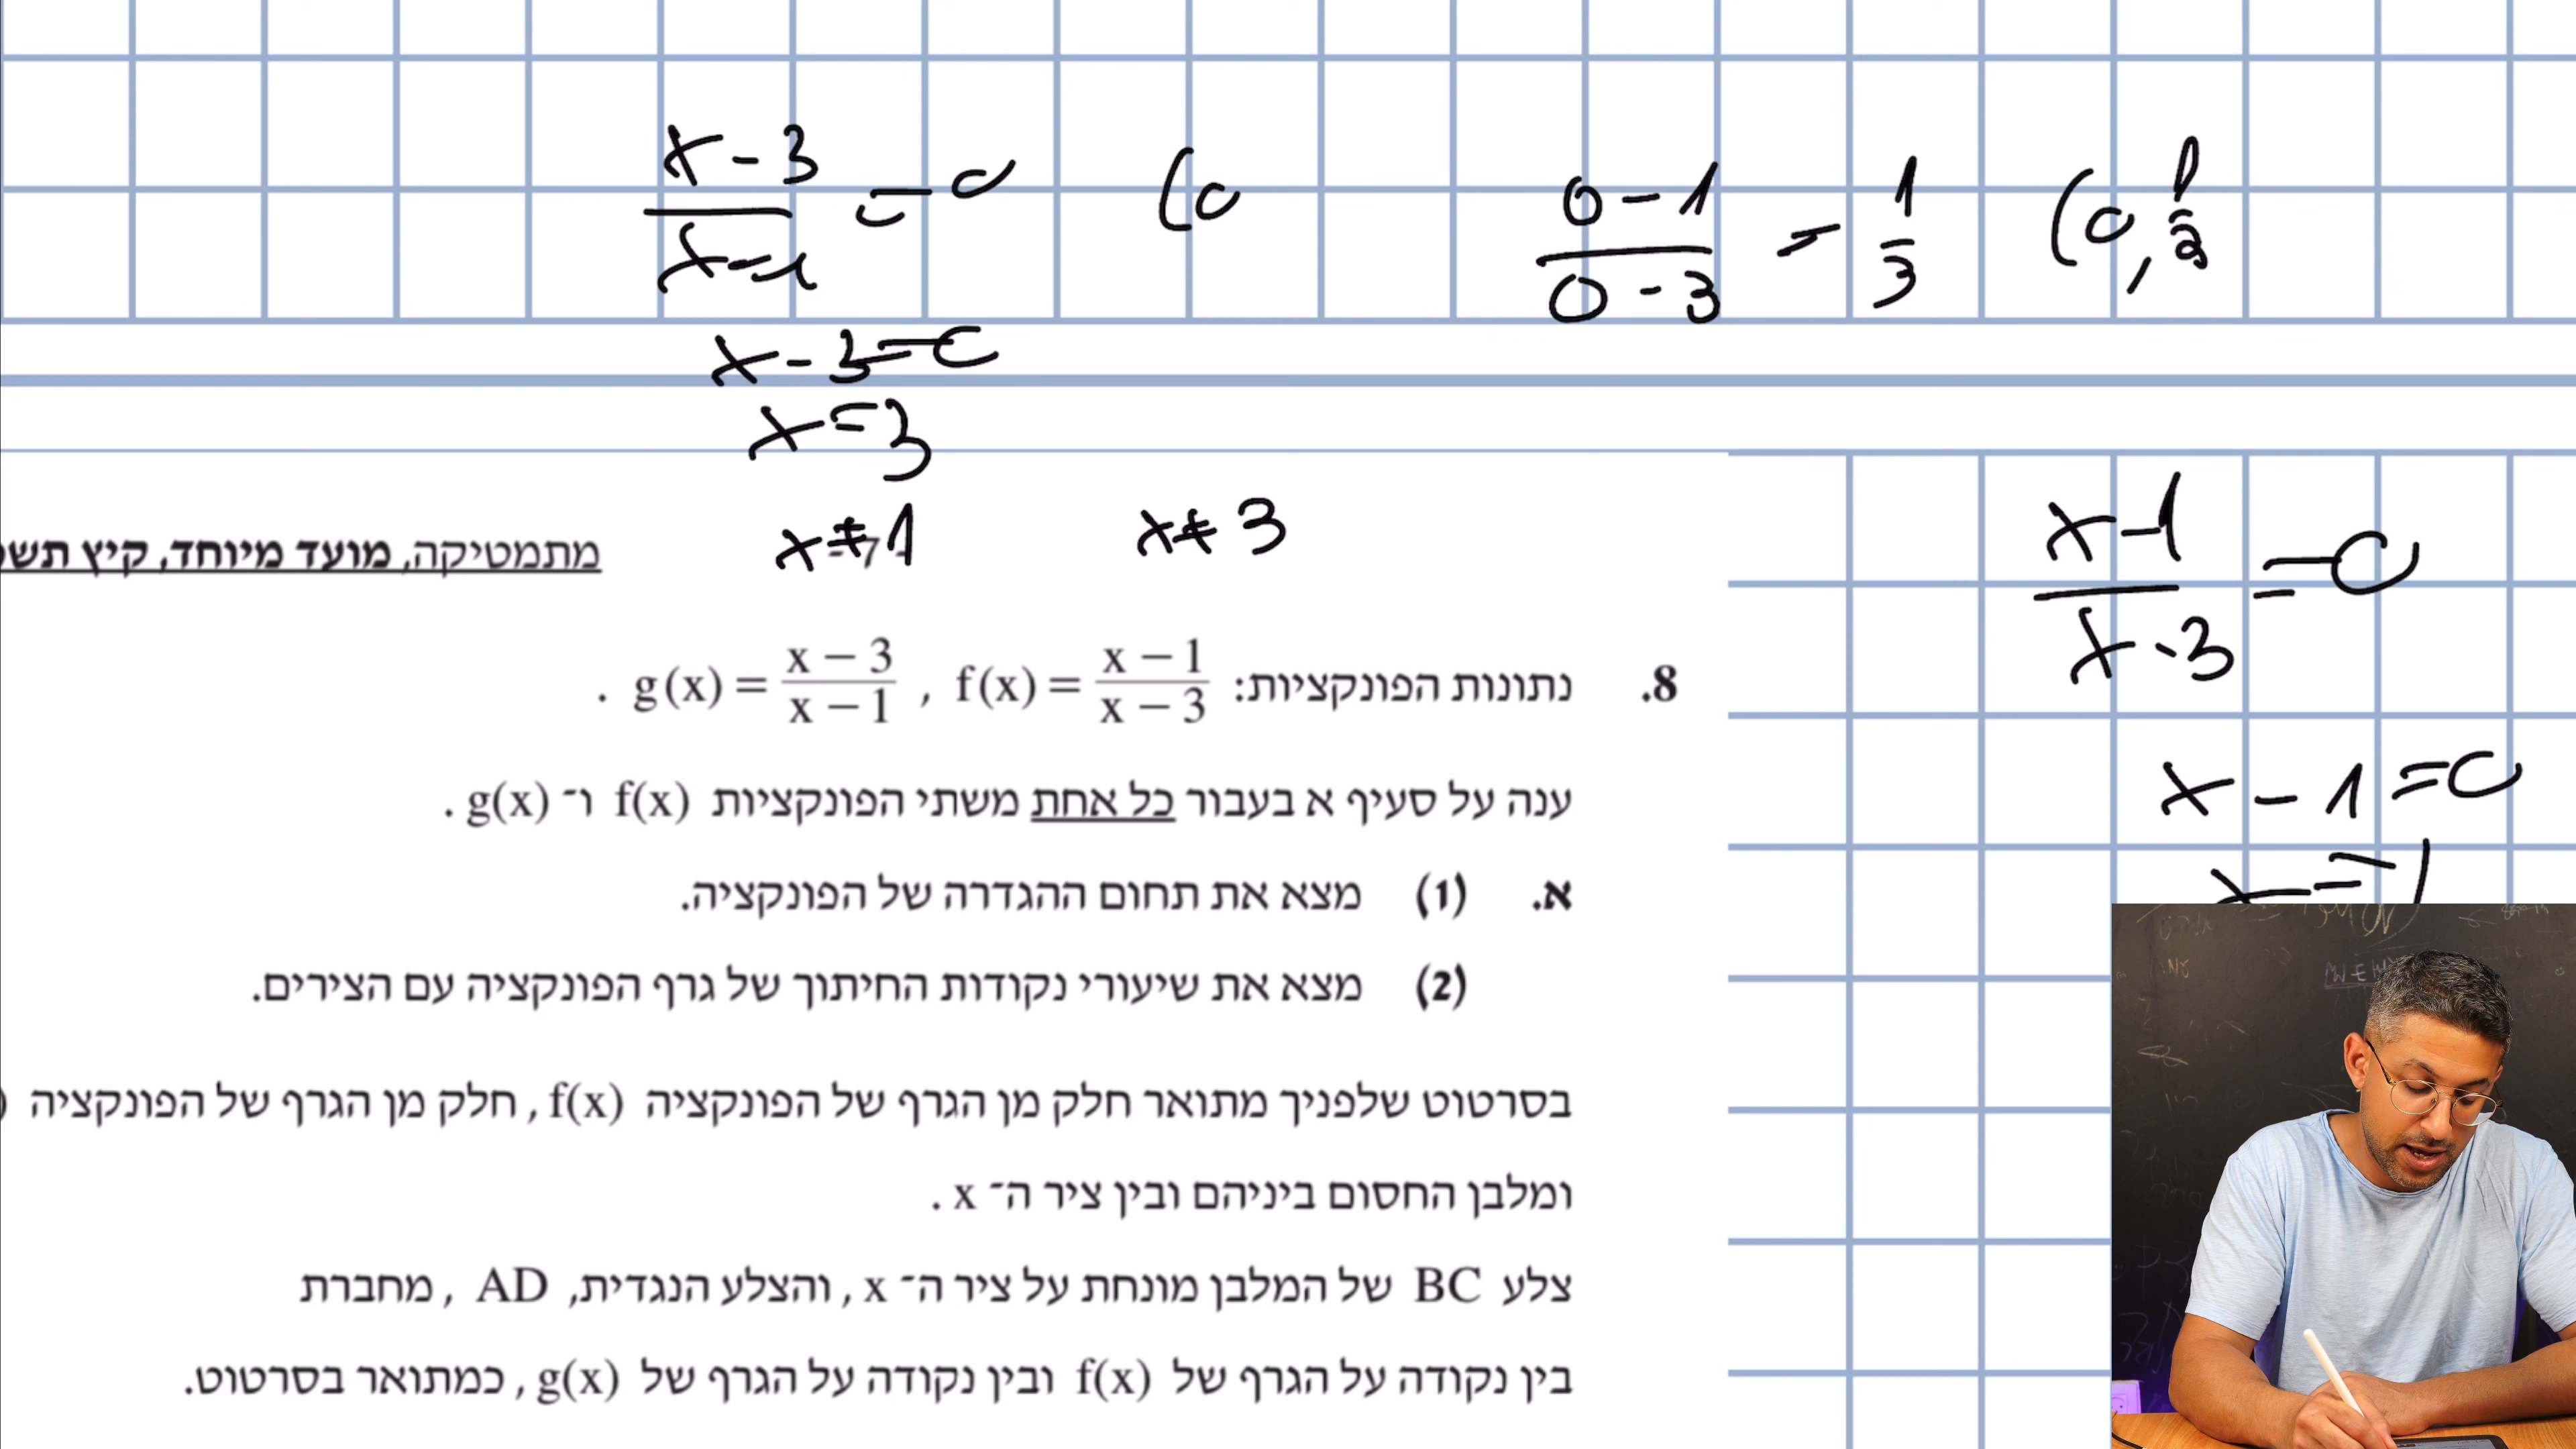 x-3/x-1 = 0
(0
0-1/0-3 = 1/3
(0,
x-3=0
x=3
x≠1
x≠3
x-1/x-3 = 0
x-1=0
x=1
מתמטיקה, מועד מיוחד, קיץ תש
- 7 -
8. נתונות הפונקציות: f(x) = x − 1/x − 3 , g(x) = x − 3/x − 1 .
ענה על סעיף א בעבור כל אחת משתי הפונקציות f(x) ו־ g(x) .
א. (1) מצא את תחום ההגדרה של הפונקציה.
(2) מצא את שיעורי נקודות החיתוך של גרף הפונקציה עם הצירים.
בסרטוט שלפניך מתואר חלק מן הגרף של הפונקציה f(x) , חלק מן הגרף של הפונקציה
ומלבן החסום ביניהם ובין ציר ה־ x .
צלע BC של המלבן מונחת על ציר ה־ x , והצלע הנגדית, AD , מחברת
בין נקודה על הגרף של f(x) ובין נקודה על הגרף של g(x) , כמתואר בסרטוט.